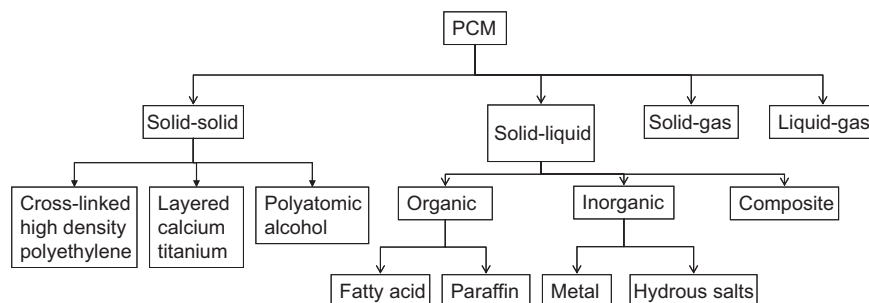 PCM
Solid-solid
Solid-liquid
Solid-gas
Liquid-gas
Cross-linked
high density
polyethylene
Layered
calcium
titanium
Polyatomic
alcohol
Organic
Inorganic
Composite
Fatty acid
Paraffin
Metal
Hydrous salts